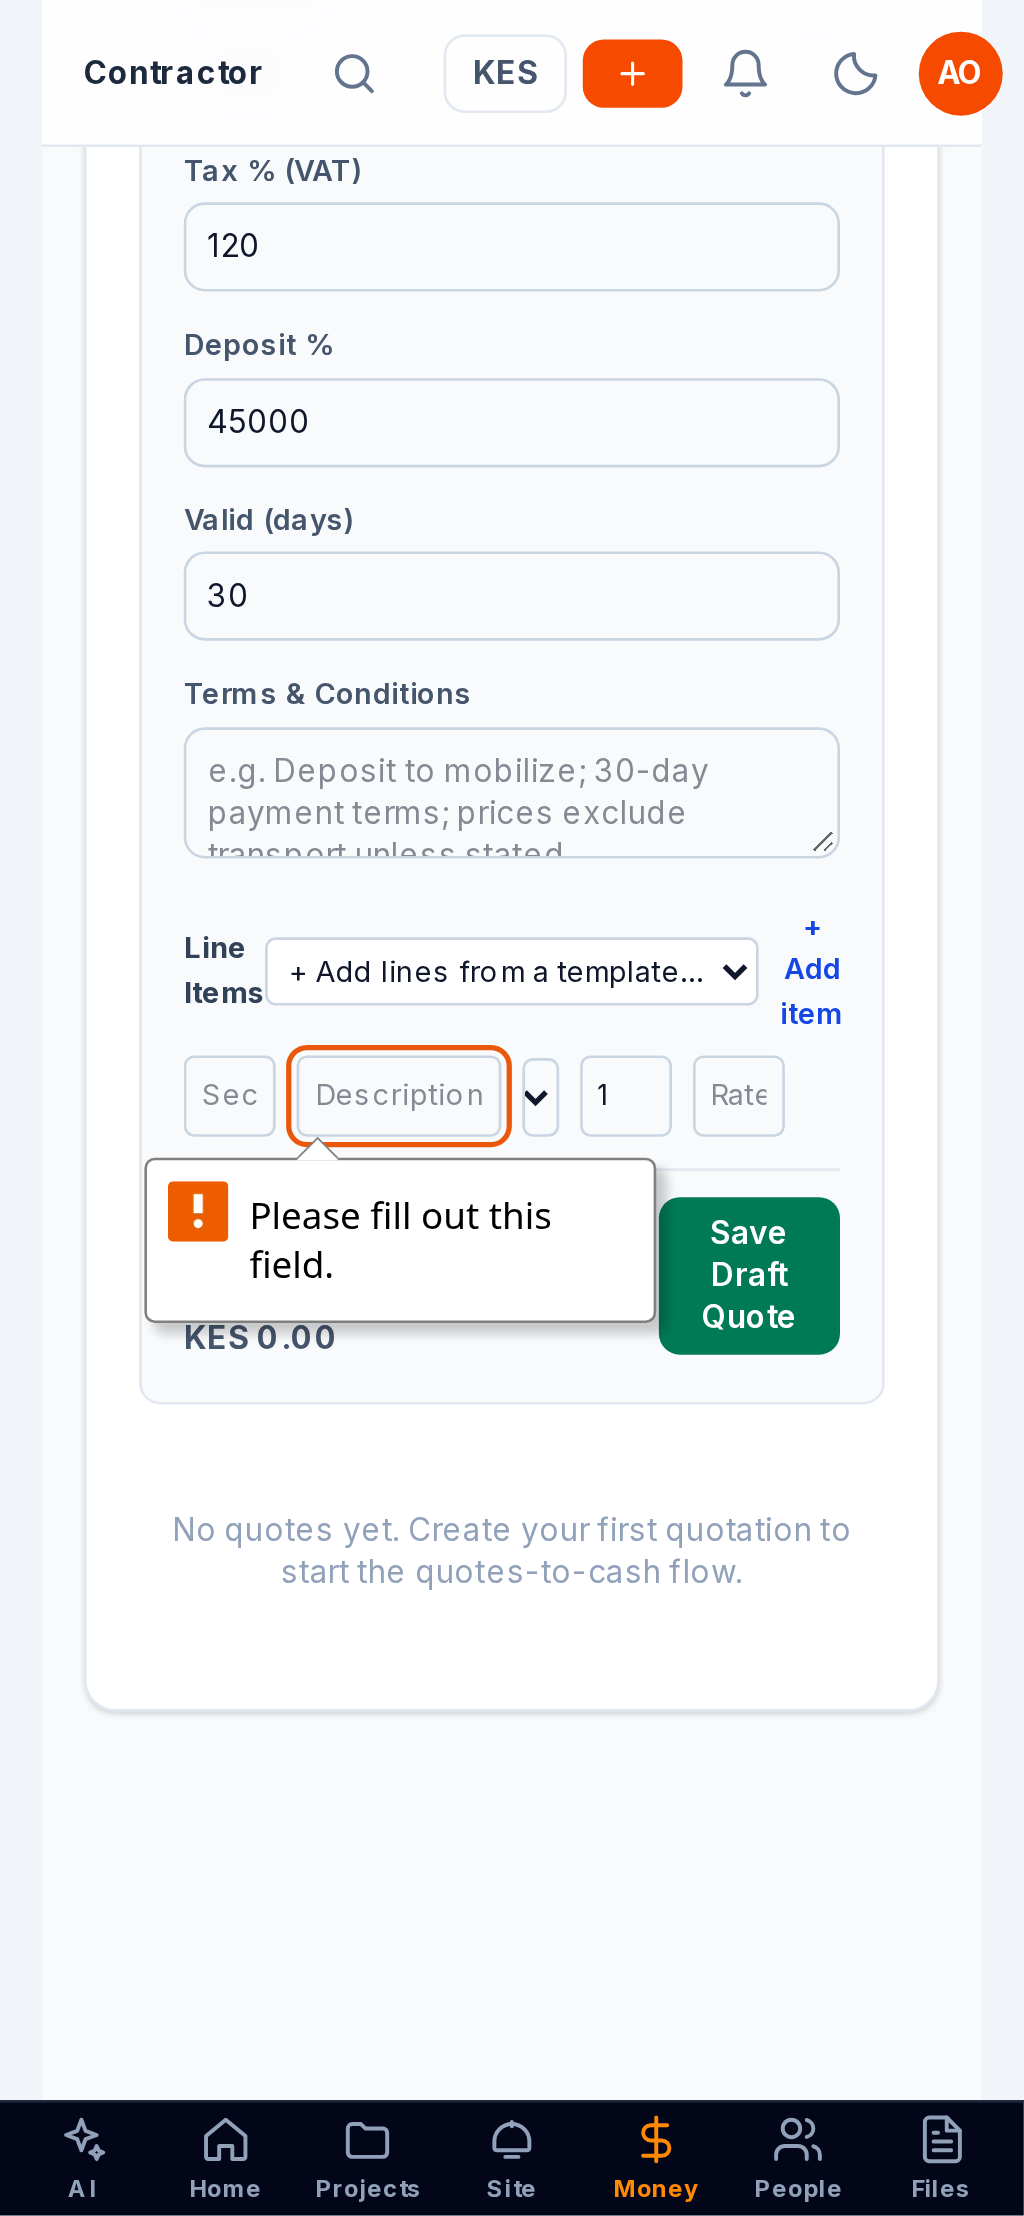 Contractor
KES
+
AO
Tax % (VAT)
120
Deposit %
45000
Valid (days)
30
Terms & Conditions
e.g. Deposit to mobilize; 30-day
payment terms; prices exclude
transport unless stated
Line
Items
+ Add lines from a template...
+
Add
item
Sec
Description
1
Rate
Please fill out this
field.
Save
Draft
Quote
KES 0.00
No quotes yet. Create your first quotation to
start the quotes-to-cash flow.
AI
Home
Projects
Site
Money
People
Files